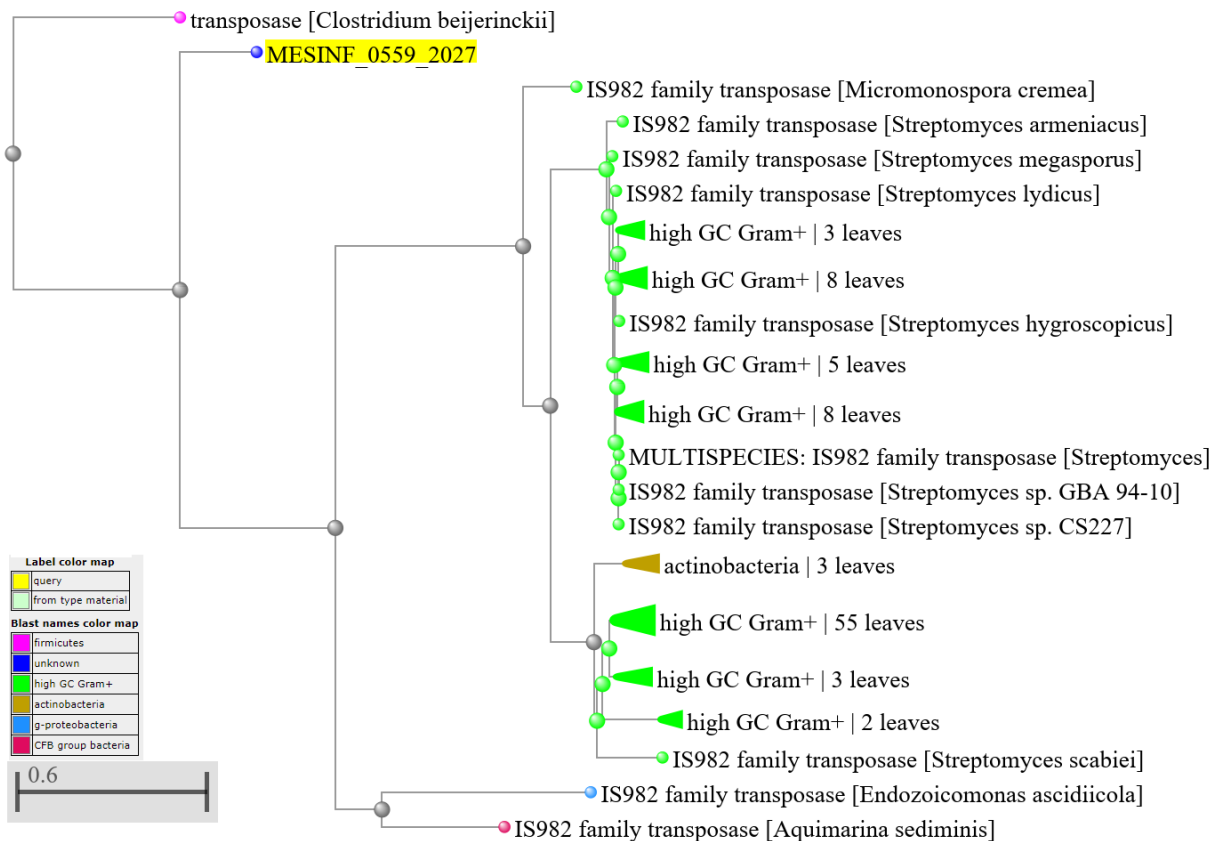 transposase [Clostridium beijerinckii]
MESINF_0559_2027
IS982 family transposase [Micromonospora cremea]
IS982 family transposase [Streptomyces armeniacus]
IS982 family transposase [Streptomyces megasporus]
IS982 family transposase [Streptomyces lydicus]
high GC Gram+ | 3 leaves
high GC Gram+ | 8 leaves
IS982 family transposase [Streptomyces hygroscopicus]
high GC Gram+ | 5 leaves
high GC Gram+ | 8 leaves
MULTISPECIES: IS982 family transposase [Streptomyces]
IS982 family transposase [Streptomyces sp. GBA 94-10]
IS982 family transposase [Streptomyces sp. CS227]
actinobacteria | 3 leaves
high GC Gram+ | 55 leaves
high GC Gram+ | 3 leaves
high GC Gram+ | 2 leaves
IS982 family transposase [Streptomyces scabiei]
IS982 family transposase [Endozoicomonas ascidiicola]
IS982 family transposase [Aquimarina sediminis]
Label color map
query
from type material
Blast names color map
firmicutes
unknown
high GC Gram+
actinobacteria
g-proteobacteria
CFB group bacteria
0.6